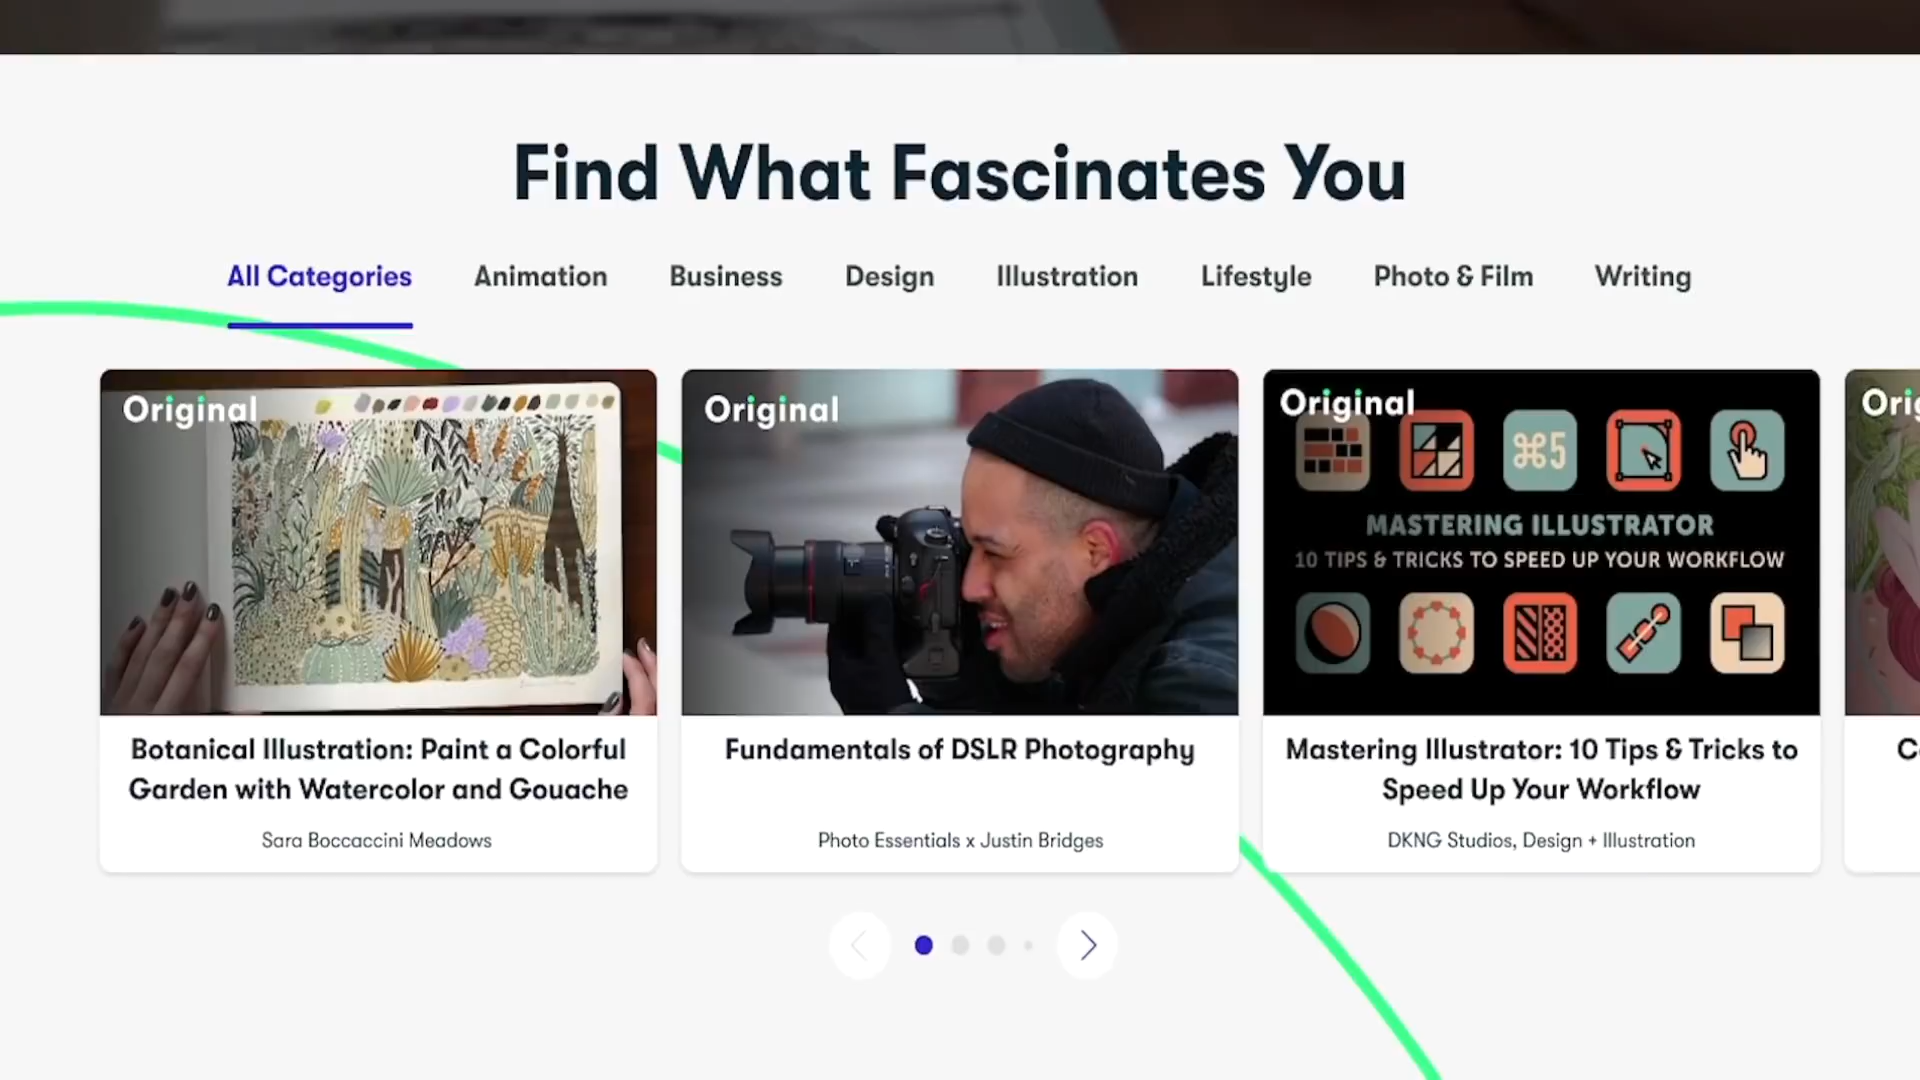 Find What Fascinates You
All Categories
Animation
Business
Design
Illustration
Lifestyle
Photo & Film
Writing
Original
Original
Original
⌘5
MASTERING ILLUSTRATOR
10 TIPS & TRICKS TO SPEED UP YOUR WORKFLOW
Botanical Illustration: Paint a Colorful
Garden with Watercolor and Gouache
Sara Boccaccini Meadows
Fundamentals of DSLR Photography
Photo Essentials x Justin Bridges
Mastering Illustrator: 10 Tips & Tricks to
Speed Up Your Workflow
DKNG Studios, Design + Illustration